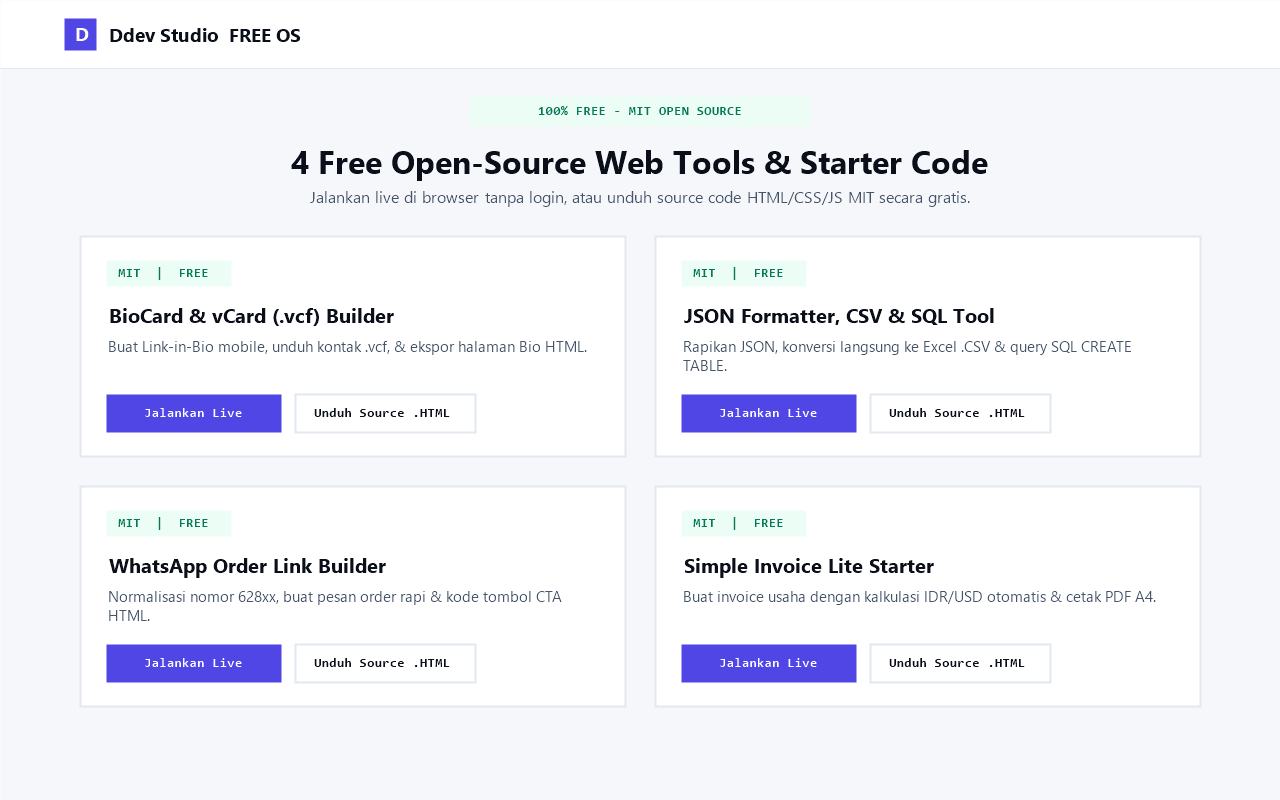 D Ddev Studio FREE OS
100% FREE - MIT OPEN SOURCE
4 Free Open-Source Web Tools & Starter Code
Jalankan live di browser tanpa login, atau unduh source code HTML/CSS/JS MIT secara gratis.
MIT | FREE
BioCard & vCard (.vcf) Builder
Buat Link-in-Bio mobile, unduh kontak .vcf, & ekspor halaman Bio HTML.
Jalankan Live
Unduh Source .HTML
MIT | FREE
JSON Formatter, CSV & SQL Tool
Rapikan JSON, konversi langsung ke Excel .CSV & query SQL CREATE
TABLE.
Jalankan Live
Unduh Source .HTML
MIT | FREE
WhatsApp Order Link Builder
Normalisasi nomor 628xx, buat pesan order rapi & kode tombol CTA
HTML.
Jalankan Live
Unduh Source .HTML
MIT | FREE
Simple Invoice Lite Starter
Buat invoice usaha dengan kalkulasi IDR/USD otomatis & cetak PDF A4.
Jalankan Live
Unduh Source .HTML